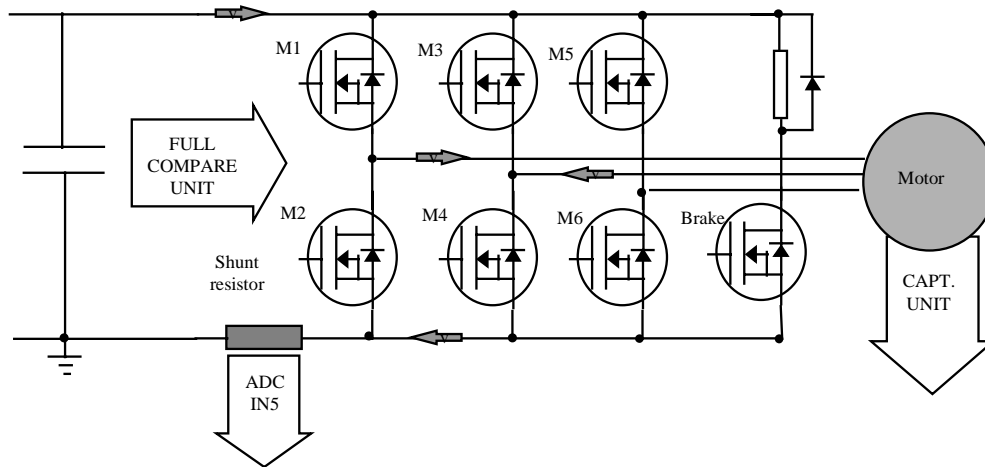 M1
M3
M5
FULL
COMPARE
UNIT
Motor
M2
M4
M6
Brake
Shunt
resistor
CAPT.
UNIT
ADC
IN5